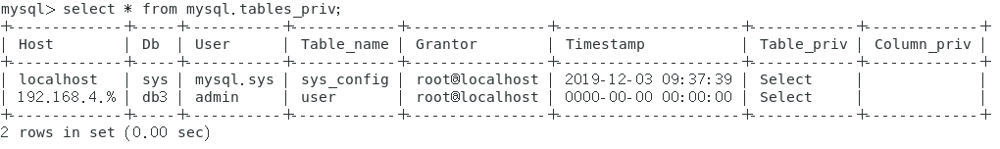 mysql> select * from mysql.tables_priv;
+-------------+-----+-----------+------------+----------------+---------------------+------------+-------------+
| Host        | Db  | User      | Table_name | Grantor        | Timestamp           | Table_priv | Column_priv |
+-------------+-----+-----------+------------+----------------+---------------------+------------+-------------+
| localhost   | sys | mysql.sys | sys_config | root@localhost | 2019-12-03 09:37:39 | Select     |             |
| 192.168.4.% | db3 | admin     | user       | root@localhost | 0000-00-00 00:00:00 | Select     |             |
+-------------+-----+-----------+------------+----------------+---------------------+------------+-------------+
2 rows in set (0.00 sec)